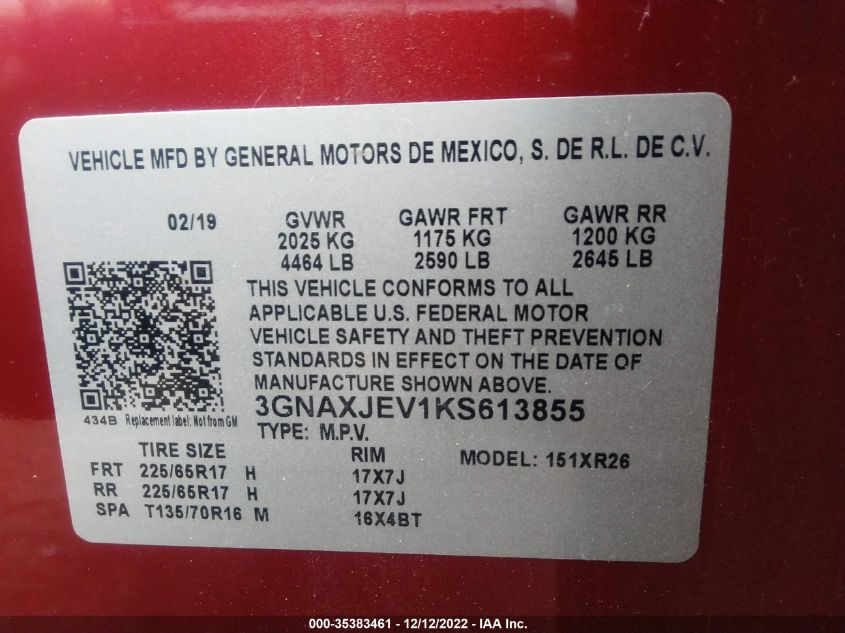 VEHICLE MFD BY GENERAL MOTORS DE MEXICO, S. DE R.L. DE C.V.
02/19 GVWR GAWR FRT GAWR RR
2025 KG 1175 KG 1200 KG
4464 LB 2590 LB 2645 LB
THIS VEHICLE CONFORMS TO ALL
APPLICABLE U.S. FEDERAL MOTOR
VEHICLE SAFETY AND THEFT PREVENTION
STANDARDS IN EFFECT ON THE DATE OF
MANUFACTURE SHOWN ABOVE.
434B Replacement label: Not from GM
3GNAXJEV1KS613855
TYPE: M.P.V.
TIRE SIZE RIM MODEL: 151XR26
FRT 225/65R17 H 17X7J
RR 225/65R17 H 17X7J
SPA T135/70R16 M 16X4BT
000-35383461 - 12/12/2022 - IAA Inc.